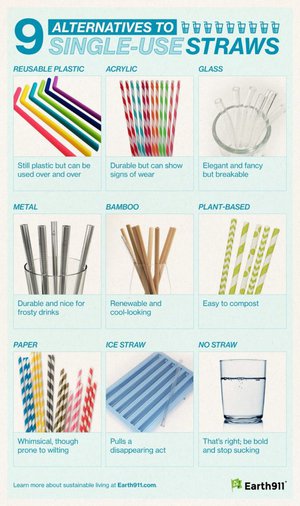 9 ALTERNATIVES TO
SINGLE-USE STRAWS
REUSABLE PLASTIC
ACRYLIC
GLASS
Still plastic but can be
used over and over
Durable but can show
signs of wear
Elegant and fancy
but breakable
METAL
BAMBOO
PLANT-BASED
Durable and nice for
frosty drinks
Renewable and
cool-looking
Easy to compost
PAPER
ICE STRAW
NO STRAW
Whimsical, though
prone to wilting
Pulls a
disappearing act
That's right; be bold
and stop sucking
Learn more about sustainable living at Earth911.com.
Earth911